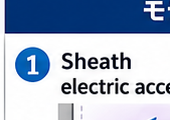 モ
1 Sheath
electric acce